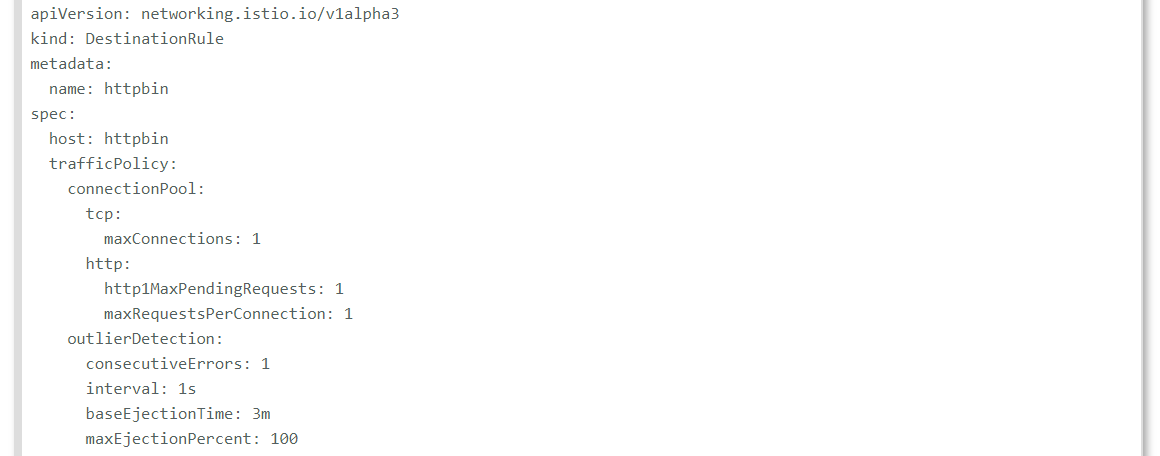 apiVersion: networking.istio.io/v1alpha3
kind: DestinationRule
metadata:
  name: httpbin
spec:
  host: httpbin
  trafficPolicy:
    connectionPool:
      tcp:
        maxConnections: 1
      http:
        http1MaxPendingRequests: 1
        maxRequestsPerConnection: 1
    outlierDetection:
      consecutiveErrors: 1
      interval: 1s
      baseEjectionTime: 3m
      maxEjectionPercent: 100